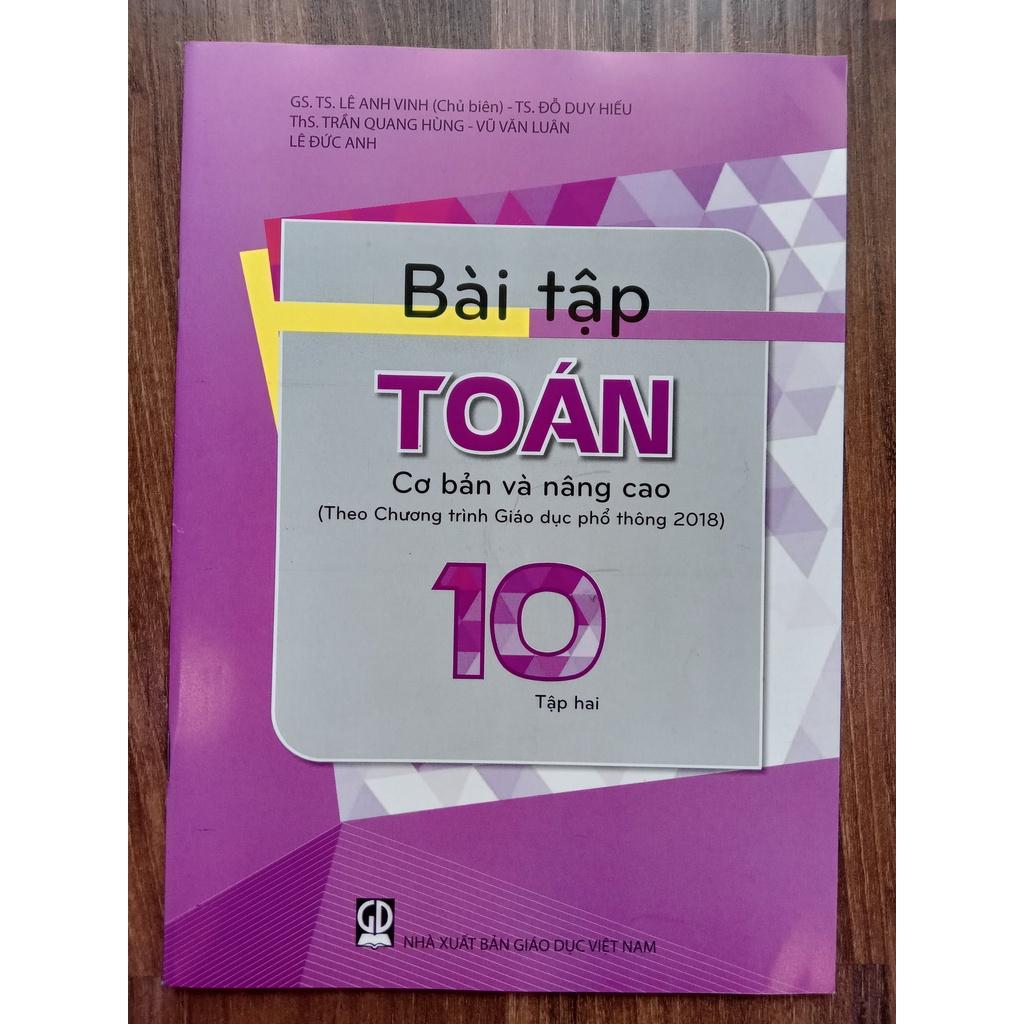 GS. TS. LÊ ANH VINH (Chủ biên) - TS. ĐỖ DUY HIẾU
ThS. TRẦN QUANG HÙNG - VŨ VĂN LUÂN
LÊ ĐỨC ANH
Bài tập
TOÁN
Cơ bản và nâng cao
(Theo Chương trình Giáo dục phổ thông 2018)
10
Tập hai
GD
NHÀ XUẤT BẢN GIÁO DỤC VIỆT NAM